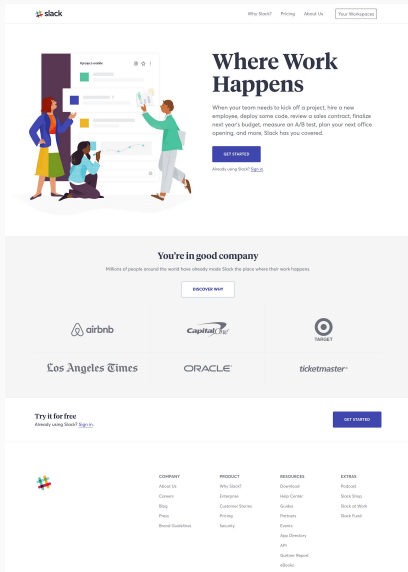 slack
Why Slack? Pricing About Us Your Workspaces
#project-mobile
Where Work
Happens
When your team needs to kick off a project, hire a new
employee, deploy some code, review a sales contract, finalize
next year's budget, measure an A/B test, plan your next office
opening, and more, Slack has you covered.
GET STARTED
Already using Slack? Sign in.
You're in good company
Millions of people around the world have already made Slack the place where their work happens.
DISCOVER WHY
airbnb
Capital One
TARGET
Los Angeles Times
ORACLE
ticketmaster
Try it for free
Already using Slack? Sign in.
GET STARTED
COMPANY
About Us
Careers
Blog
Press
Brand Guidelines
PRODUCT
Why Slack?
Enterprise
Customer Stories
Pricing
Security
RESOURCES
Download
Help Center
Guides
Partners
Events
App Directory
API
Slack Report
eBooks
EXTRAS
Podcast
Slack Shop
Slack at Work
Slack Fund